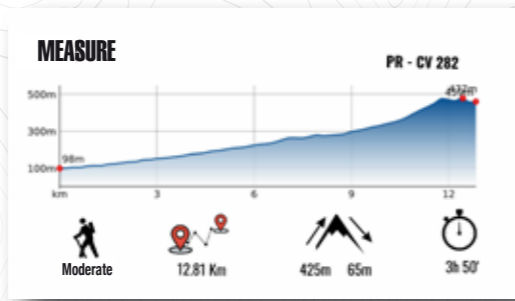 MEASURE
PR - CV 282
500m
300m
100m
98m
km
3
6
9
12
Moderate
12.81 Km
425m 65m
3h 50'